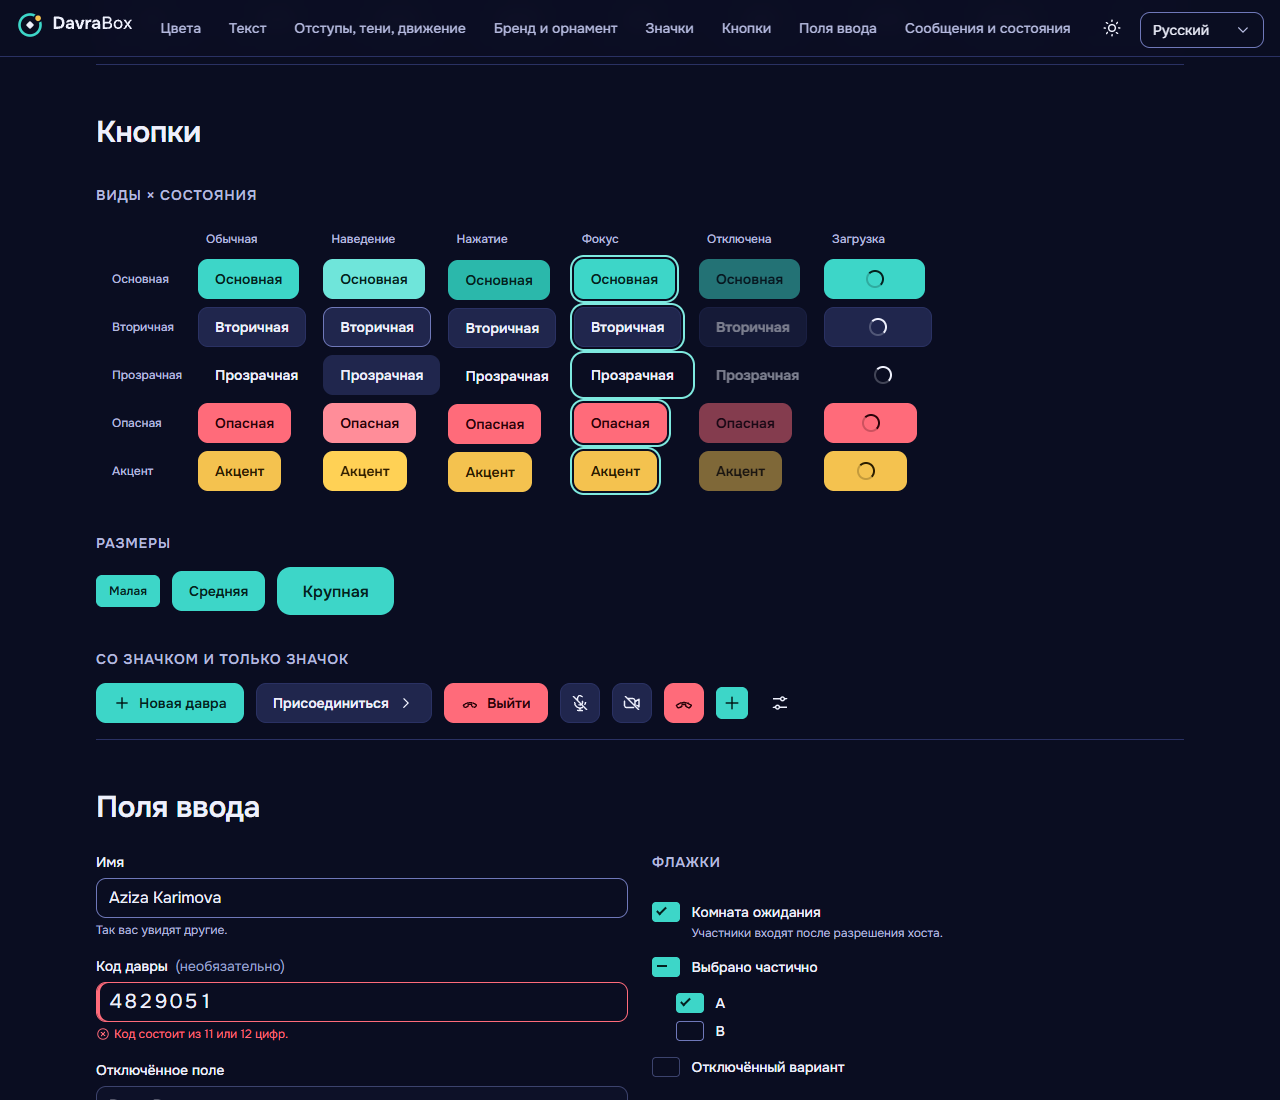 DavraBox Цвета Текст Отступы, тени, движение Бренд и орнамент Значки Кнопки Поля ввода Сообщения и состояния Русский
Кнопки
ВИДЫ × СОСТОЯНИЯ
Обычная Наведение Нажатие Фокус Отключена Загрузка
Основная Основная Основная Основная Основная Основная
Вторичная Вторичная Вторичная Вторичная Вторичная Вторичная
Прозрачная Прозрачная Прозрачная Прозрачная Прозрачная Прозрачная
Опасная Опасная Опасная Опасная Опасная Опасная
Акцент Акцент Акцент Акцент Акцент Акцент
РАЗМЕРЫ
Малая Средняя Крупная
СО ЗНАЧКОМ И ТОЛЬКО ЗНАЧОК
Новая давра Присоединиться Выйти
Поля ввода
Имя
Aziza Karimova
Так вас увидят другие.
Код давры (необязательно)
4829051
Код состоит из 11 или 12 цифр.
Отключённое поле
ФЛАЖКИ
Комната ожидания
Участники входят после разрешения хоста.
Выбрано частично
A
B
Отключённый вариант